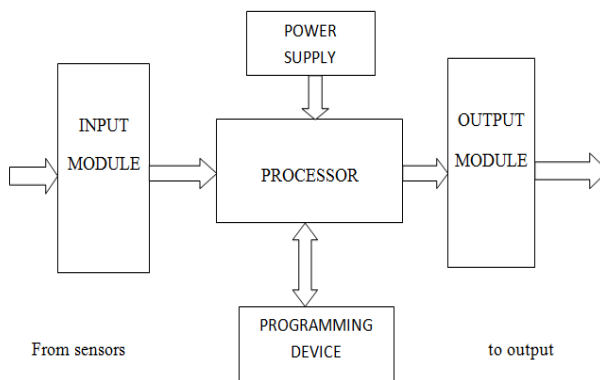 POWER
SUPPLY
INPUT
MODULE
PROCESSOR
OUTPUT
MODULE
PROGRAMMING
DEVICE
From sensors
to output